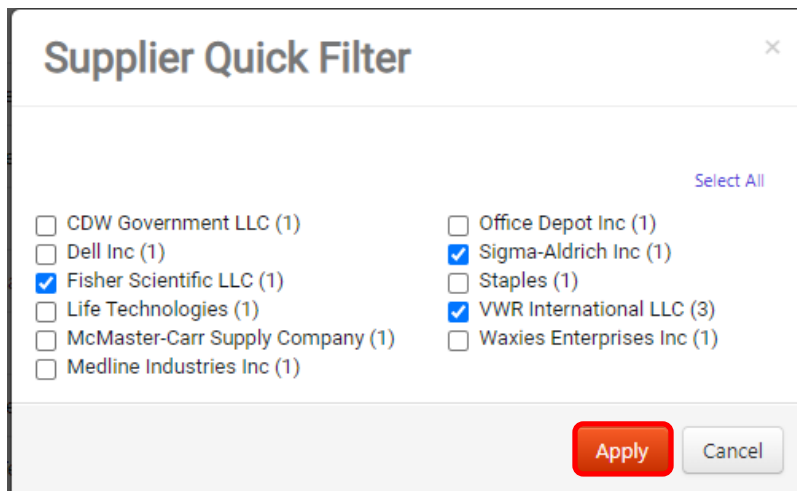 Supplier Quick Filter
×
Select All
CDW Government LLC (1)
Dell Inc (1)
Fisher Scientific LLC (1)
Life Technologies (1)
McMaster-Carr Supply Company (1)
Medline Industries Inc (1)
Office Depot Inc (1)
Sigma-Aldrich Inc (1)
Staples (1)
VWR International LLC (3)
Waxies Enterprises Inc (1)
Apply
Cancel